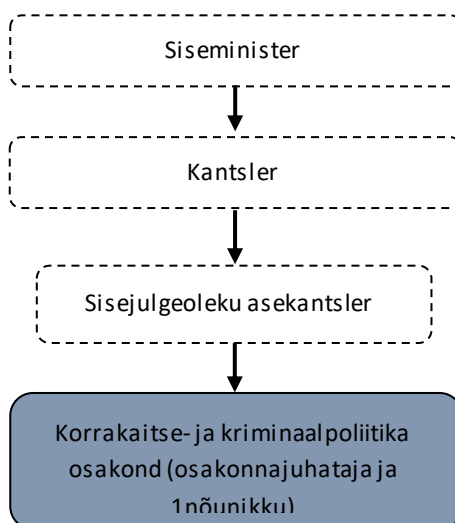 Siseminister
Kantsler
Sisejulgeoleku asekantsler
Korrakaitse- ja kriminaalpoliitika
osakond (osakonnajuhataja ja
1nõunikku)